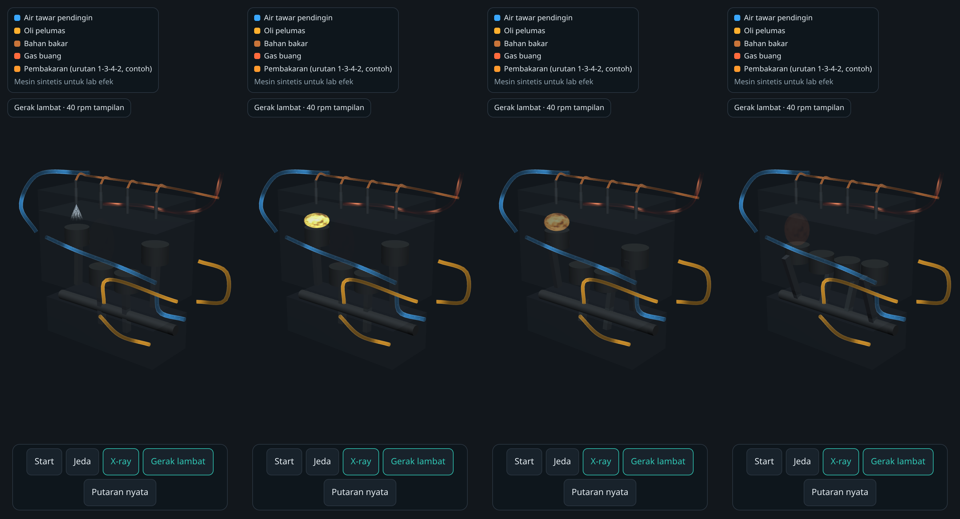 Air tawar pendingin
Oli pelumas
Bahan bakar
Gas buang
Pembakaran (urutan 1-3-4-2, contoh)
Mesin sintetis untuk lab efek
Gerak lambat · 40 rpm tampilan
Start
Jeda
X-ray
Gerak lambat
Putaran nyata
Air tawar pendingin
Oli pelumas
Bahan bakar
Gas buang
Pembakaran (urutan 1-3-4-2, contoh)
Mesin sintetis untuk lab efek
Gerak lambat · 40 rpm tampilan
Start
Jeda
X-ray
Gerak lambat
Putaran nyata
Air tawar pendingin
Oli pelumas
Bahan bakar
Gas buang
Pembakaran (urutan 1-3-4-2, contoh)
Mesin sintetis untuk lab efek
Gerak lambat · 40 rpm tampilan
Start
Jeda
X-ray
Gerak lambat
Putaran nyata
Air tawar pendingin
Oli pelumas
Bahan bakar
Gas buang
Pembakaran (urutan 1-3-4-2, contoh)
Mesin sintetis untuk lab efek
Gerak lambat · 40 rpm tampilan
Start
Jeda
X-ray
Gerak lambat
Putaran nyata